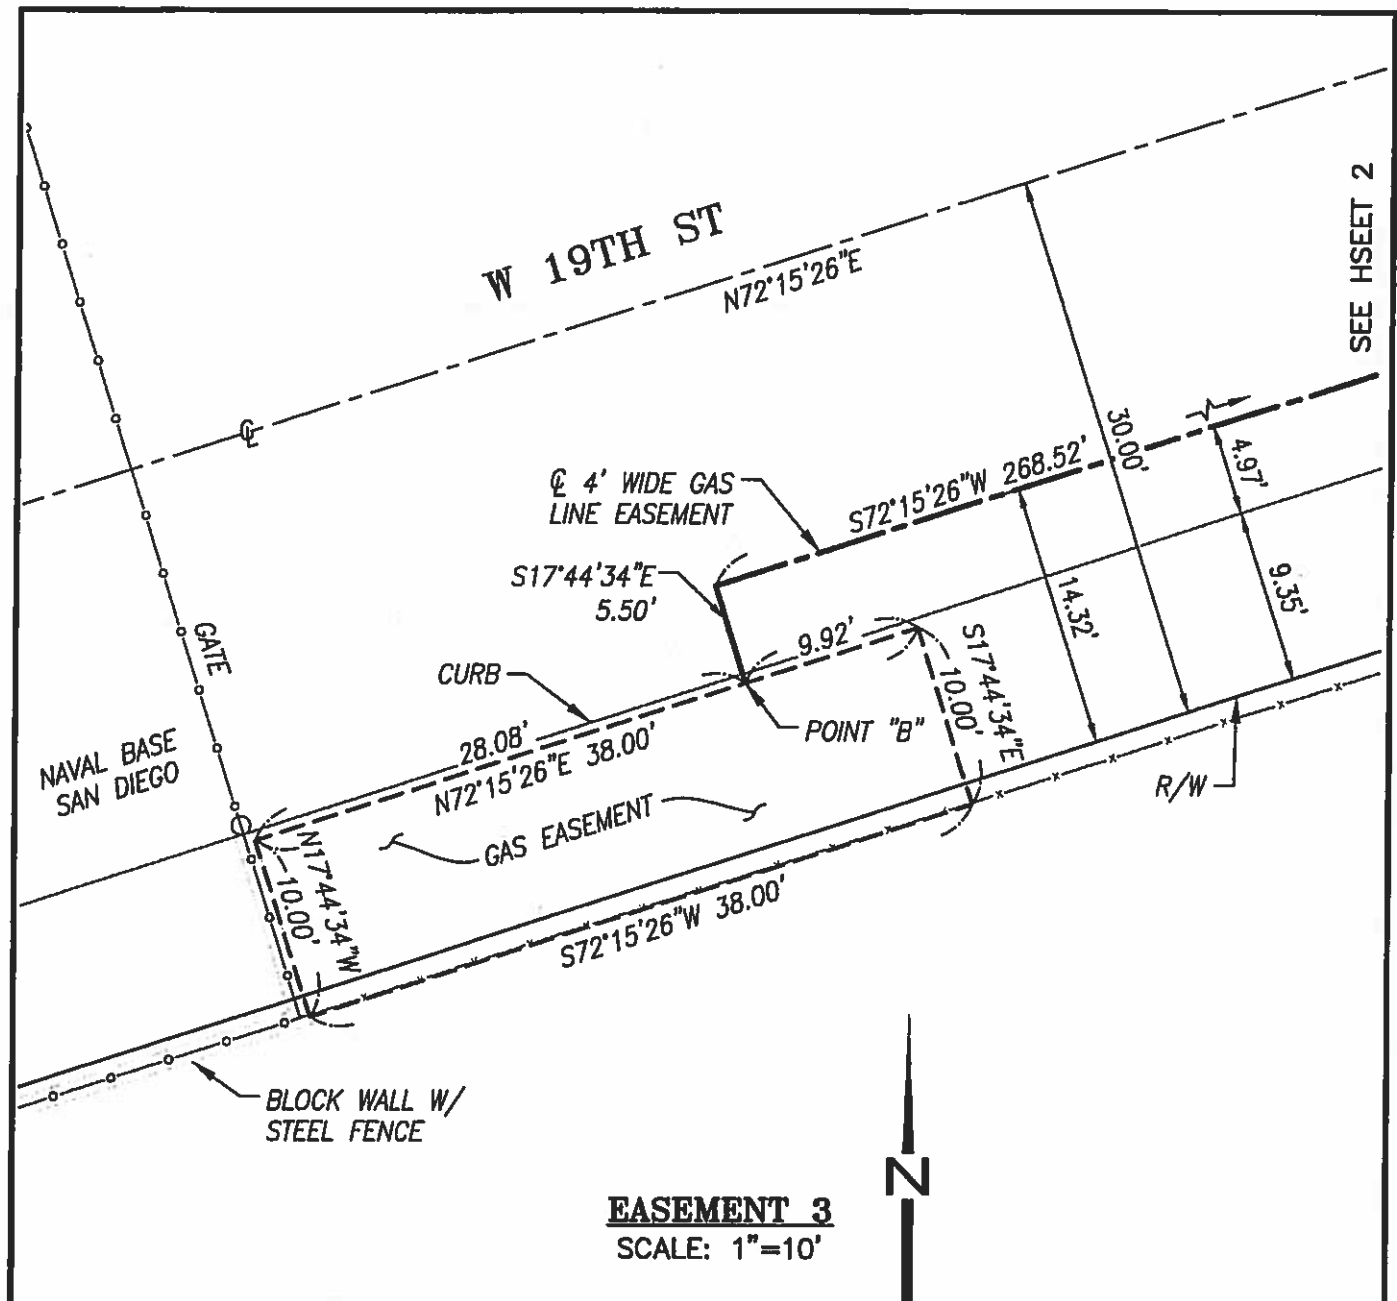 W 19TH ST
N72°15'26"E
SEE HSEET 2
℄
30.00'
4.97'
℄ 4' WIDE GAS
LINE EASEMENT
S72°15'26"W 268.52'
S17°44'34"E
5.50'
14.32'
9.35'
GATE
CURB
9.92'
S17°44'34"E
10.00'
POINT "B"
NAVAL BASE
SAN DIEGO
28.08'
N72°15'26"E 38.00'
R/W
GAS EASEMENT
N17°44'34"W
10.00'
S72°15'26"W 38.00'
BLOCK WALL W/
STEEL FENCE
N
EASEMENT 3
SCALE: 1"=10'